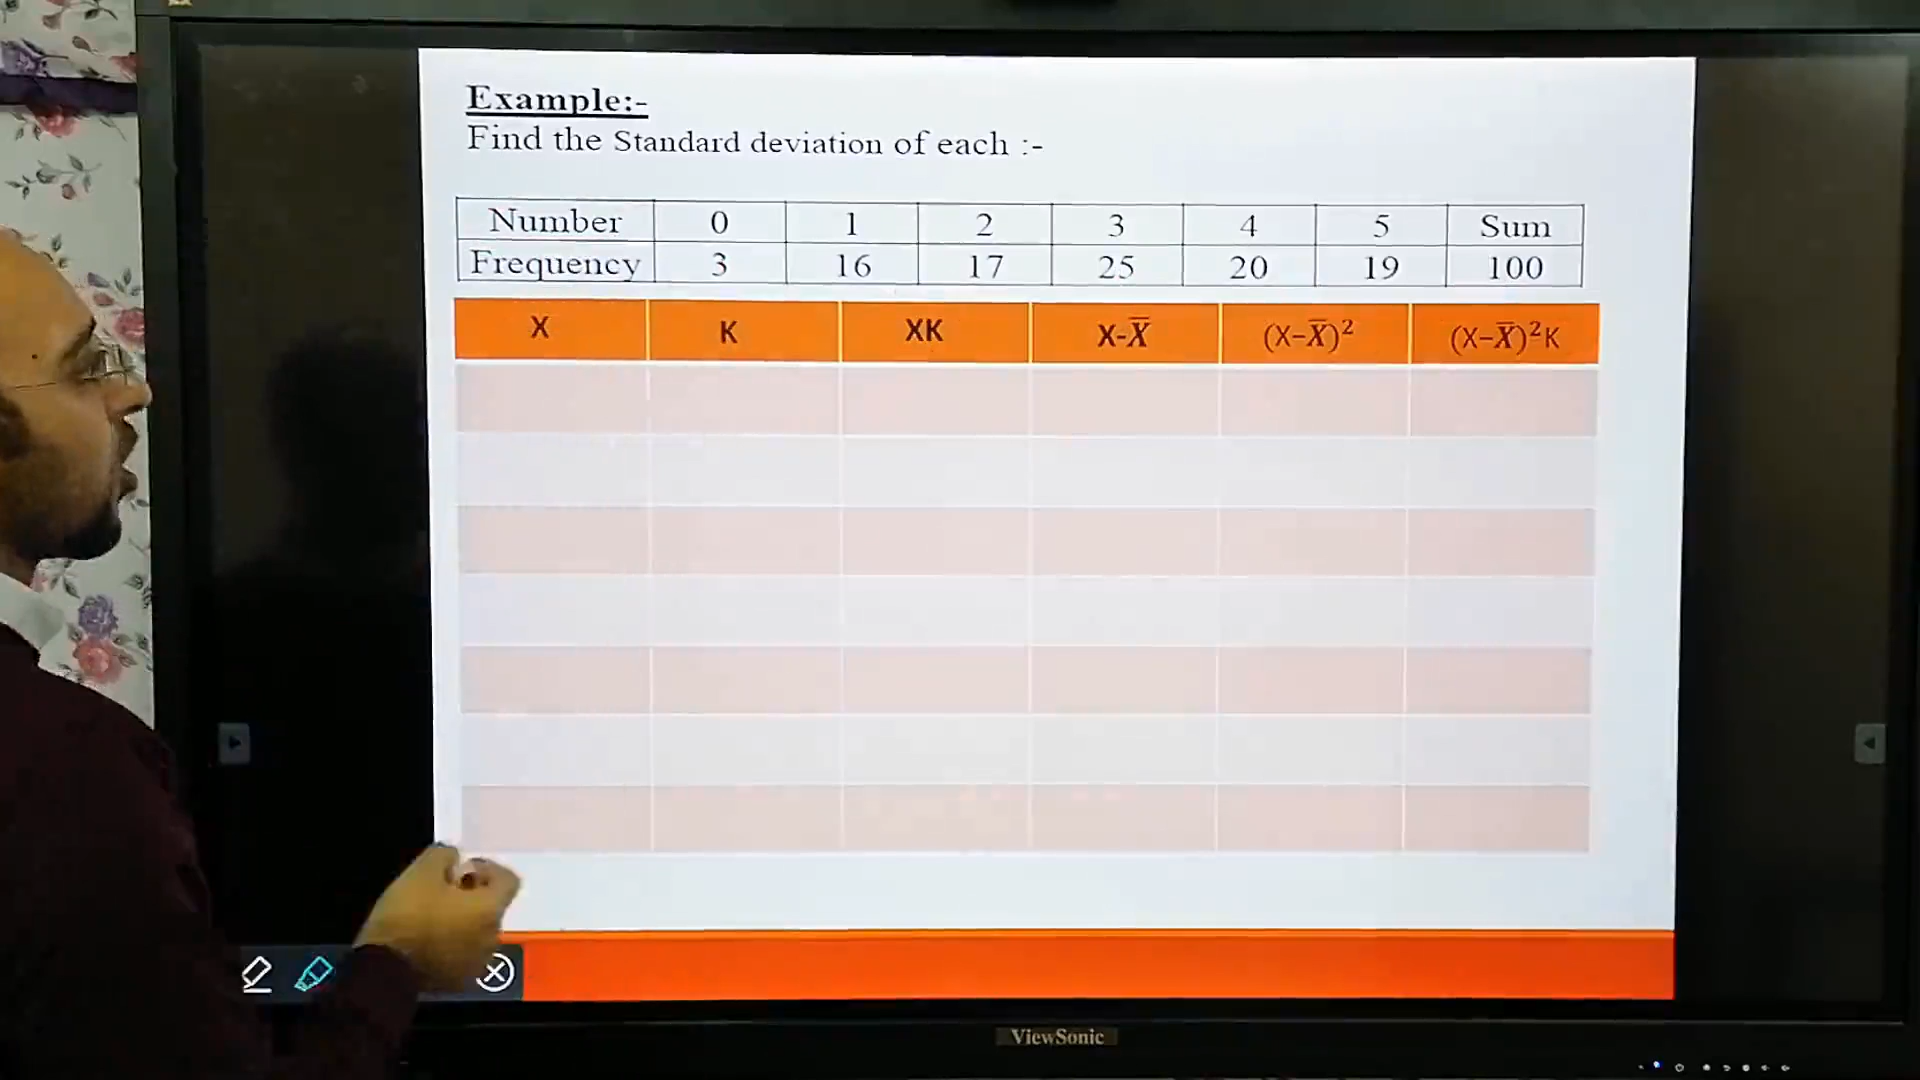 Example:-
Find the Standard deviation of each :-
Number 0 1 2 3 4 5 Sum
Frequency 3 16 17 25 20 19 100
X K XK X-X̅ (X-X̅)² (X-X̅)²K
ViewSonic